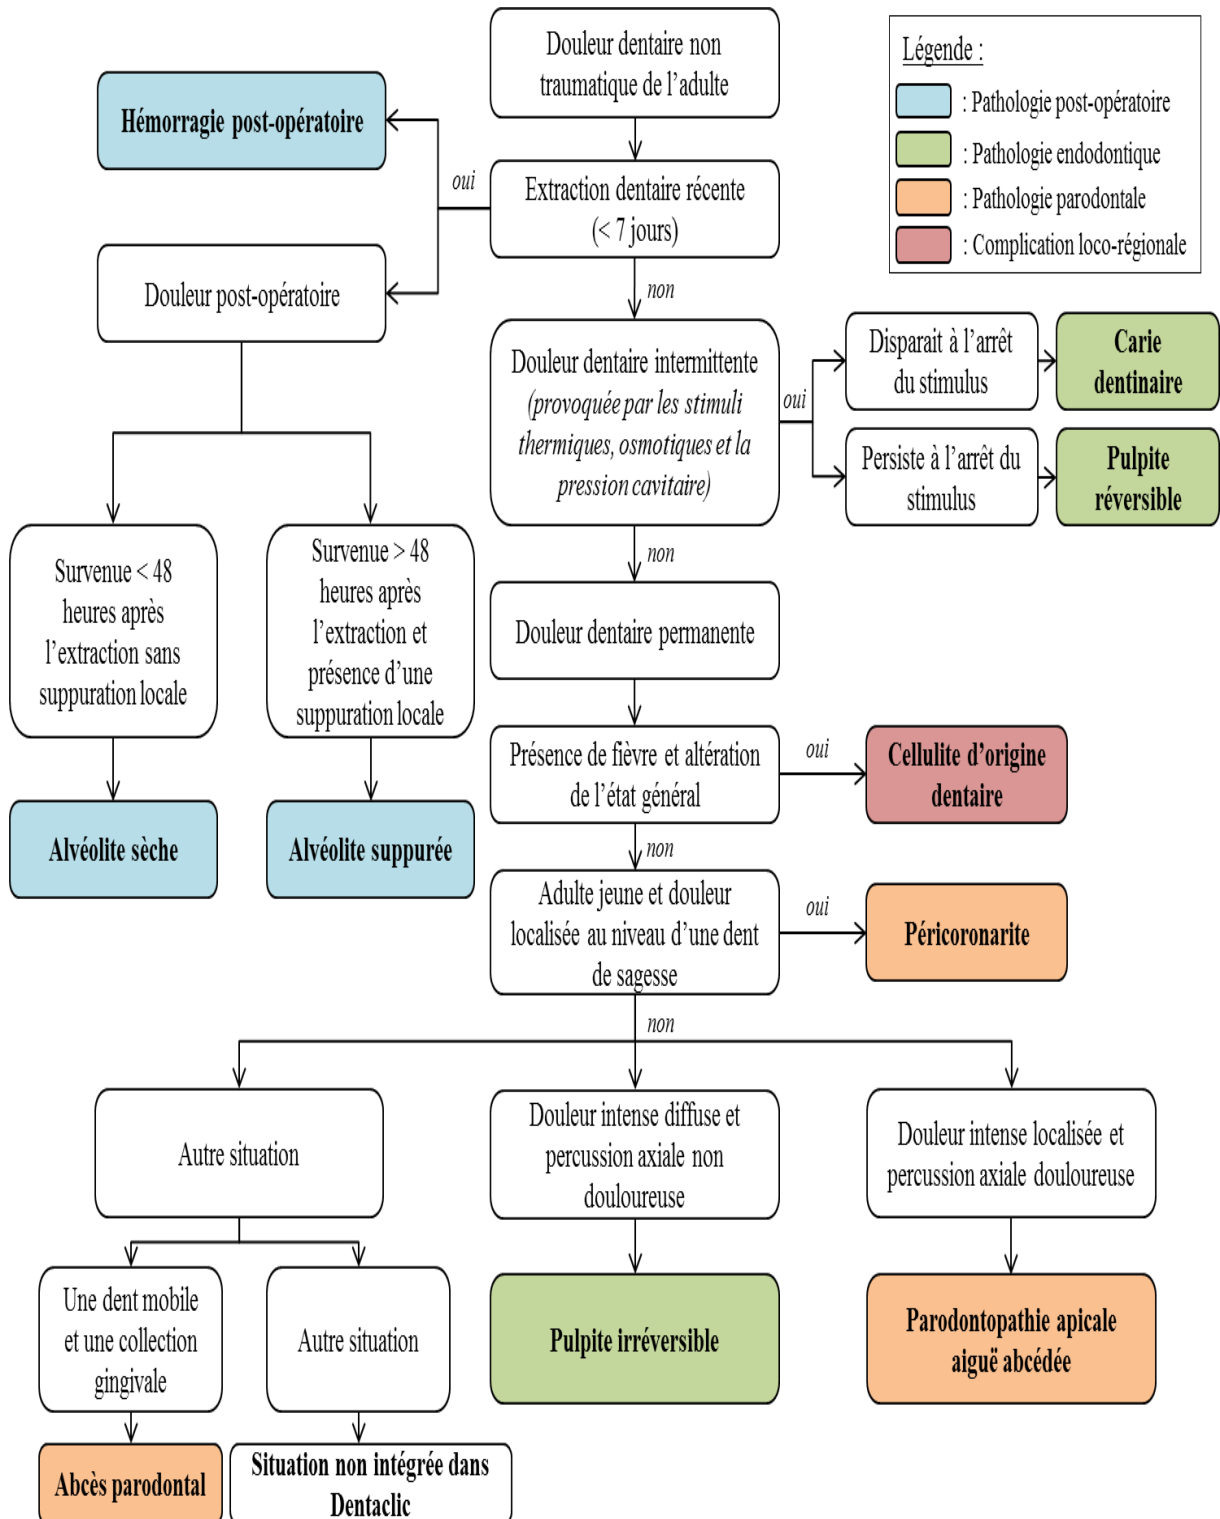 Douleur dentaire non
traumatique de l’adulte
Légende :
: Pathologie post-opératoire
: Pathologie endodontique
: Pathologie parodontale
: Complication loco-régionale
Hémorragie post-opératoire
oui
Extraction dentaire récente
(< 7 jours)
Douleur post-opératoire
non
Douleur dentaire intermittente
(provoquée par les stimuli
thermiques, osmotiques et la
pression cavitaire)
oui
Disparait à l’arrêt
du stimulus
Carie
dentinaire
Persiste à l’arrêt du
stimulus
Pulpite
réversible
Survenue < 48
heures après
l’extraction sans
suppuration locale
Survenue > 48
heures après
l’extraction et
présence d’une
suppuration locale
non
Douleur dentaire permanente
Présence de fièvre et altération
de l’état général
oui
Cellulite d’origine
dentaire
Alvéolite sèche
Alvéolite suppurée
non
Adulte jeune et douleur
localisée au niveau d’une dent
de sagesse
oui
Péricoronarite
non
Autre situation
Douleur intense diffuse et
percussion axiale non
douloureuse
Douleur intense localisée et
percussion axiale douloureuse
Une dent mobile
et une collection
gingivale
Autre situation
Pulpite irréversible
Parodontopathie apicale
aiguë abcédée
Abcès parodontal
Situation non intégrée dans
Dentaclic